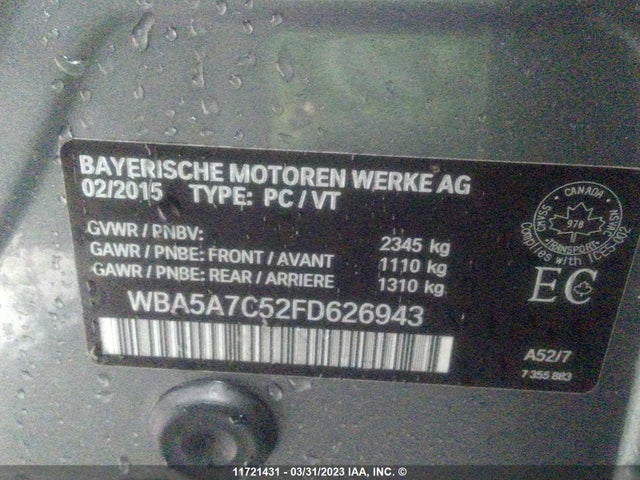 BAYERISCHE MOTOREN WERKE AG
02/2015 TYPE: PC / VT
GVWR / PNBV: 2345 kg
GAWR / PNBE: FRONT / AVANT 1110 kg
GAWR / PNBE: REAR / ARRIERE 1310 kg
WBA5A7C52FD626943
CANADA
978
TRANSPORT
Complies with ICES-002
EC
A52/7
7 355 883
11721431 - 03/31/2023 IAA, INC. ©